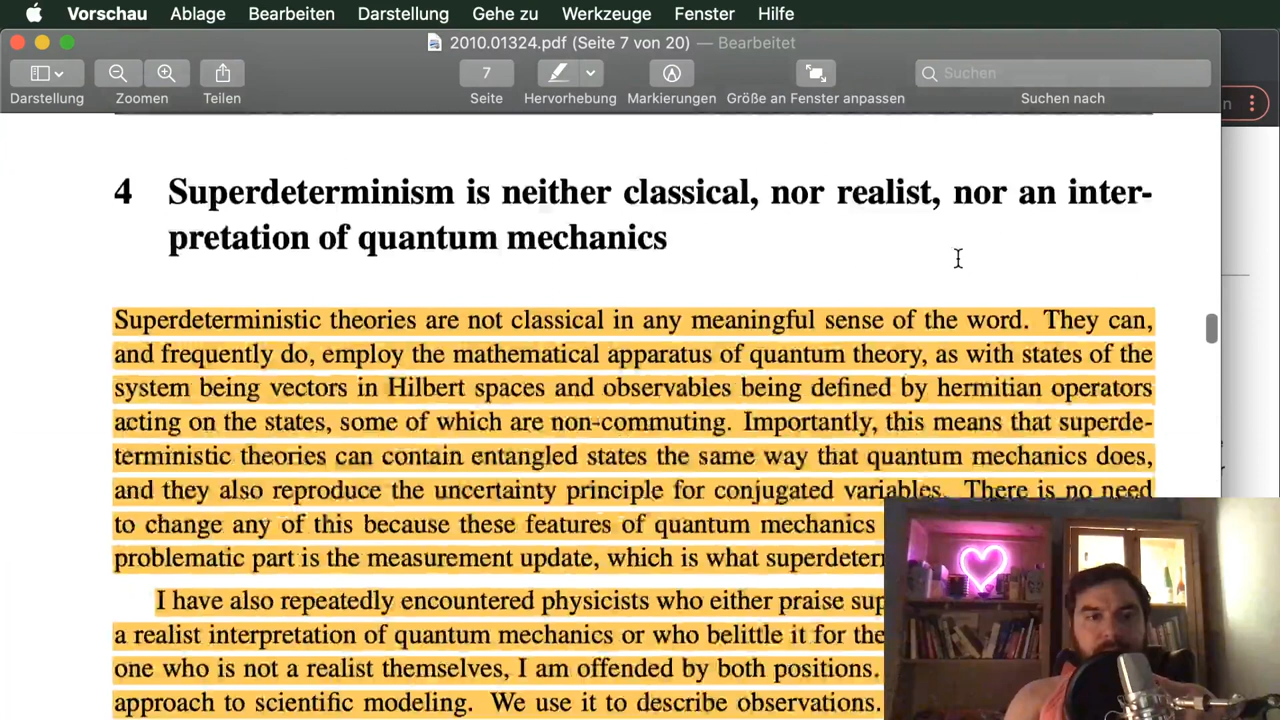 Vorschau Ablage Bearbeiten Darstellung Gehe zu Werkzeuge Fenster Hilfe
2010.01324.pdf (Seite 7 von 20) — Bearbeitet
7 Suchen
Darstellung Zoomen Teilen Seite Hervorhebung Markierungen Größe an Fenster anpassen Suchen nach
4 Superdeterminism is neither classical, nor realist, nor an inter-
pretation of quantum mechanics
Superdeterministic theories are not classical in any meaningful sense of the word. They can,
and frequently do, employ the mathematical apparatus of quantum theory, as with states of the
system being vectors in Hilbert spaces and observables being defined by hermitian operators
acting on the states, some of which are non-commuting. Importantly, this means that superde-
terministic theories can contain entangled states the same way that quantum mechanics does,
and they also reproduce the uncertainty principle for conjugated variables. There is no need
to change any of this because these features of quantum mechanics
problematic part is the measurement update, which is what superdeter
I have also repeatedly encountered physicists who either praise sup
a realist interpretation of quantum mechanics or who belittle it for the
one who is not a realist themselves, I am offended by both positions.
approach to scientific modeling. We use it to describe observations.